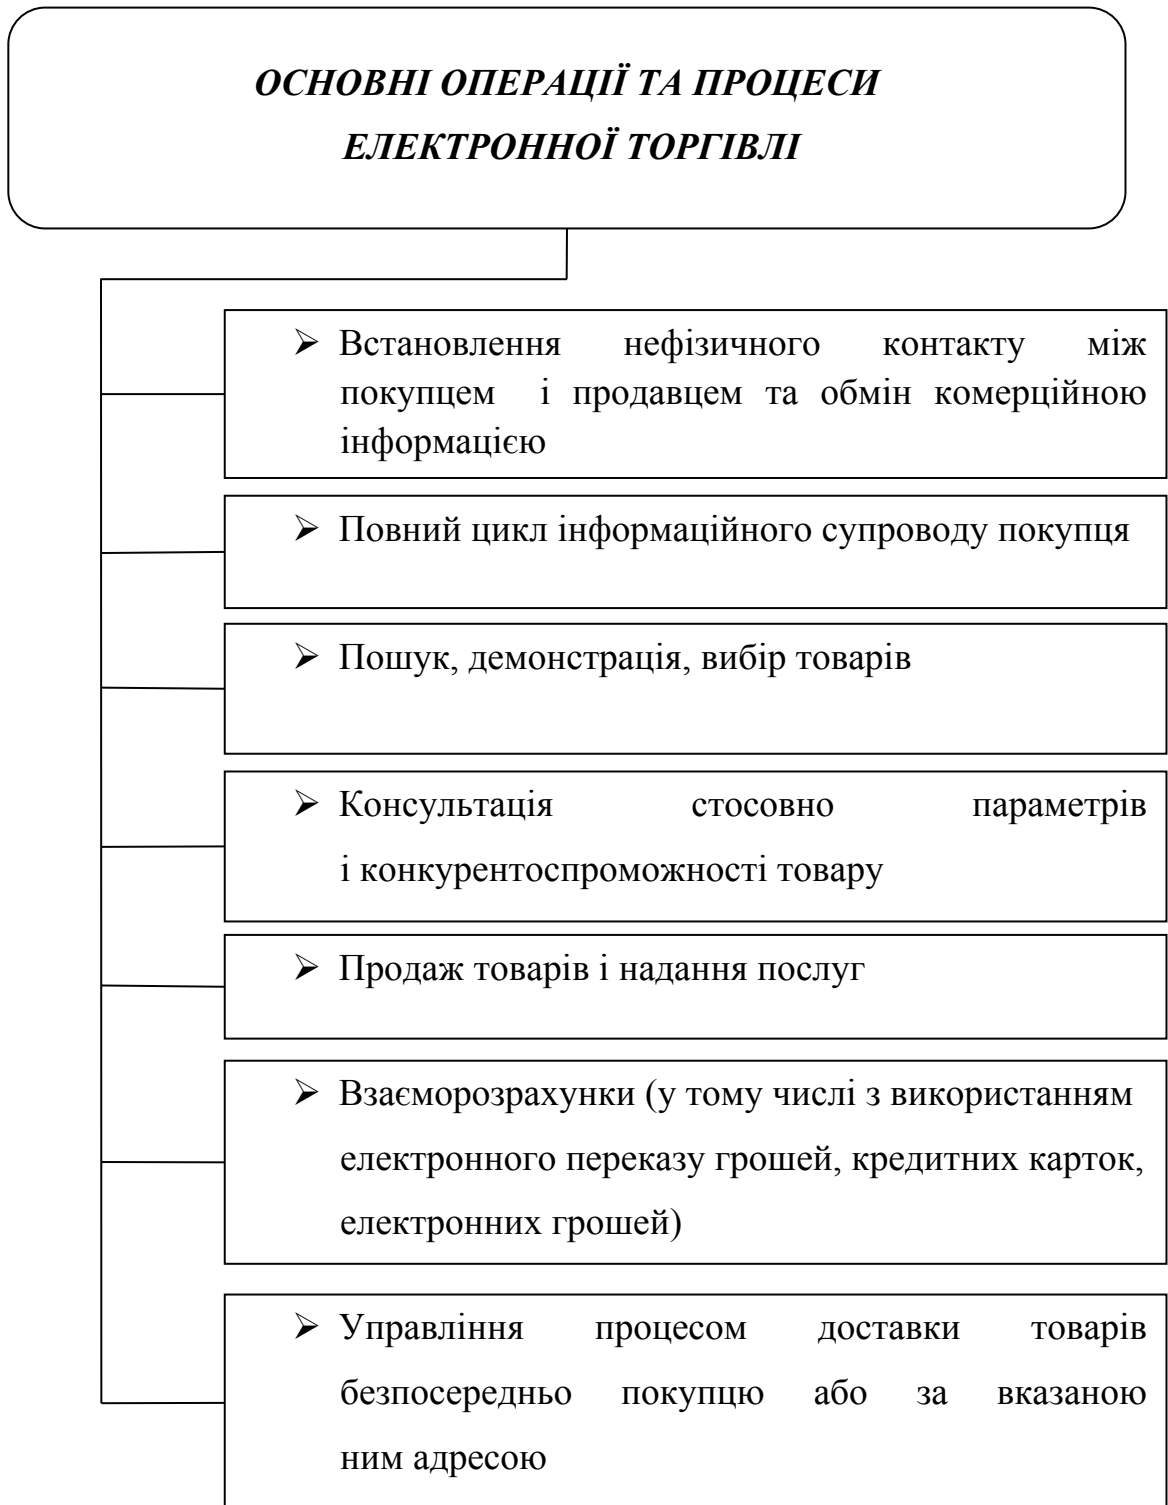 ОСНОВНІ ОПЕРАЦІЇ ТА ПРОЦЕСИ
ЕЛЕКТРОННОЇ ТОРГІВЛІ
➢ Встановлення нефізичного контакту між
покупцем і продавцем та обмін комерційною
інформацією
➢ Повний цикл інформаційного супроводу покупця
➢ Пошук, демонстрація, вибір товарів
➢ Консультація стосовно параметрів
і конкурентоспроможності товару
➢ Продаж товарів і надання послуг
➢ Взаєморозрахунки (у тому числі з використанням
електронного переказу грошей, кредитних карток,
електронних грошей)
➢ Управління процесом доставки товарів
безпосередньо покупцю або за вказаною
ним адресою